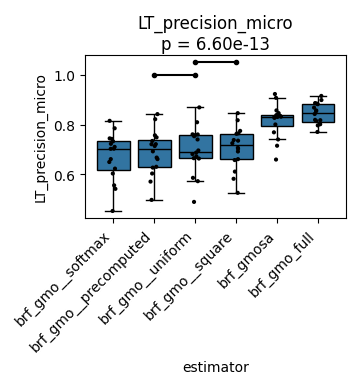 LT_precision_micro
p = 6.60e-13
LT_precision_micro
1.0
0.8
0.6
brf_gmo__softmax
brf_gmo__precomputed
brf_gmo__uniform
brf_gmo__square
brf_gmosa
brf_gmo_full
estimator